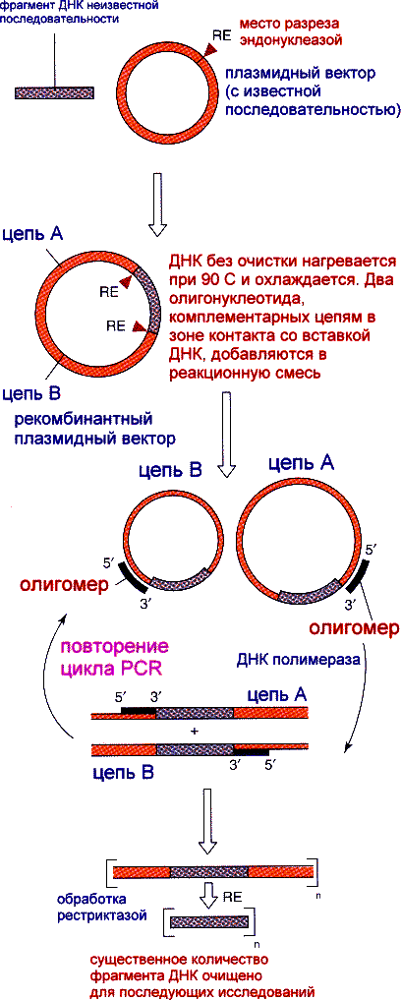 фрагмент ДНК неизвестной
последовательности
RE
место разреза
эндонуклеазой
плазмидный вектор
(с известной
последовательностью)
цепь А
RE
RE
цепь В
ДНК без очистки нагревается
при 90 С и охлаждается. Два
олигонуклеотида,
комплементарных цепям в
зоне контакта со вставкой
ДНК, добавляются в
реакционную смесь
рекомбинантный
плазмидный вектор
цепь В
цепь А
5'
олигомер
3'
5'
3'
олигомер
повторение
цикла PCR
ДНК полимераза
5'
3'
цепь А
+
цепь В
3'
5'
n
обработка
рестриктазой
RE
n
существенное количество
фрагмента ДНК очищено
для последующих исследований